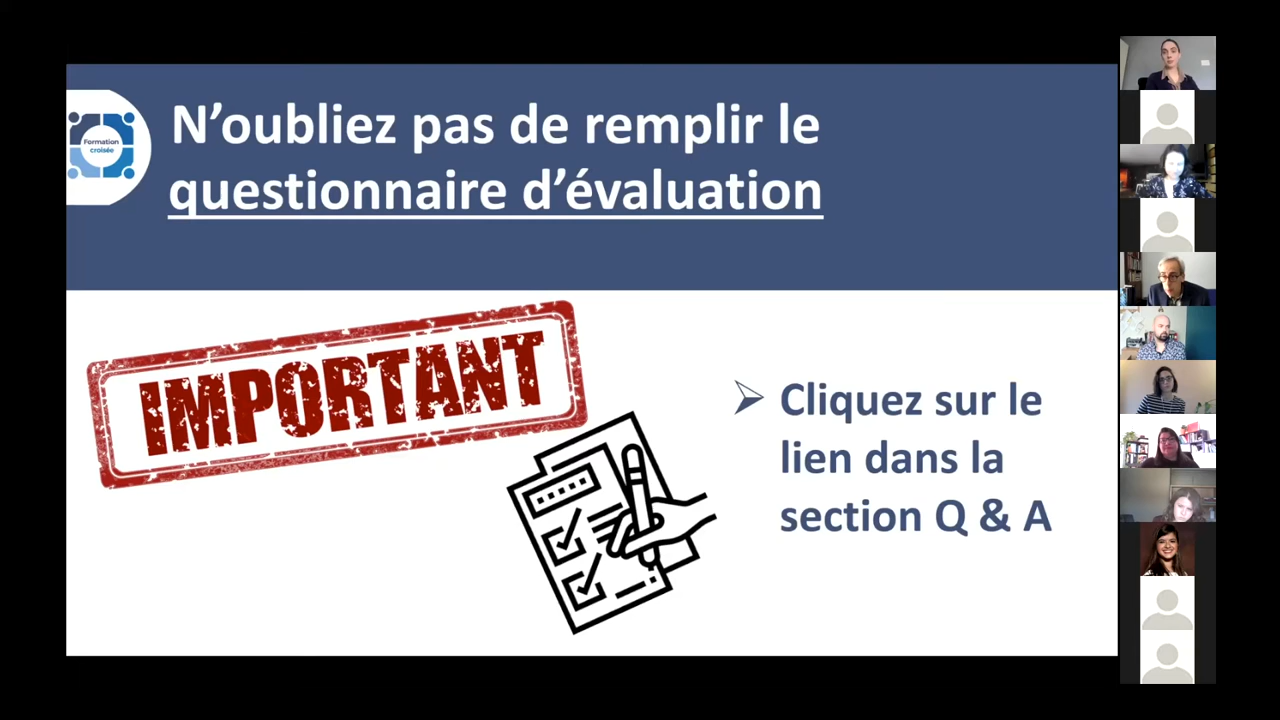 Formation
croisée
N’oubliez pas de remplir le
questionnaire d’évaluation
IMPORTANT
➢ Cliquez sur le
lien dans la
section Q & A